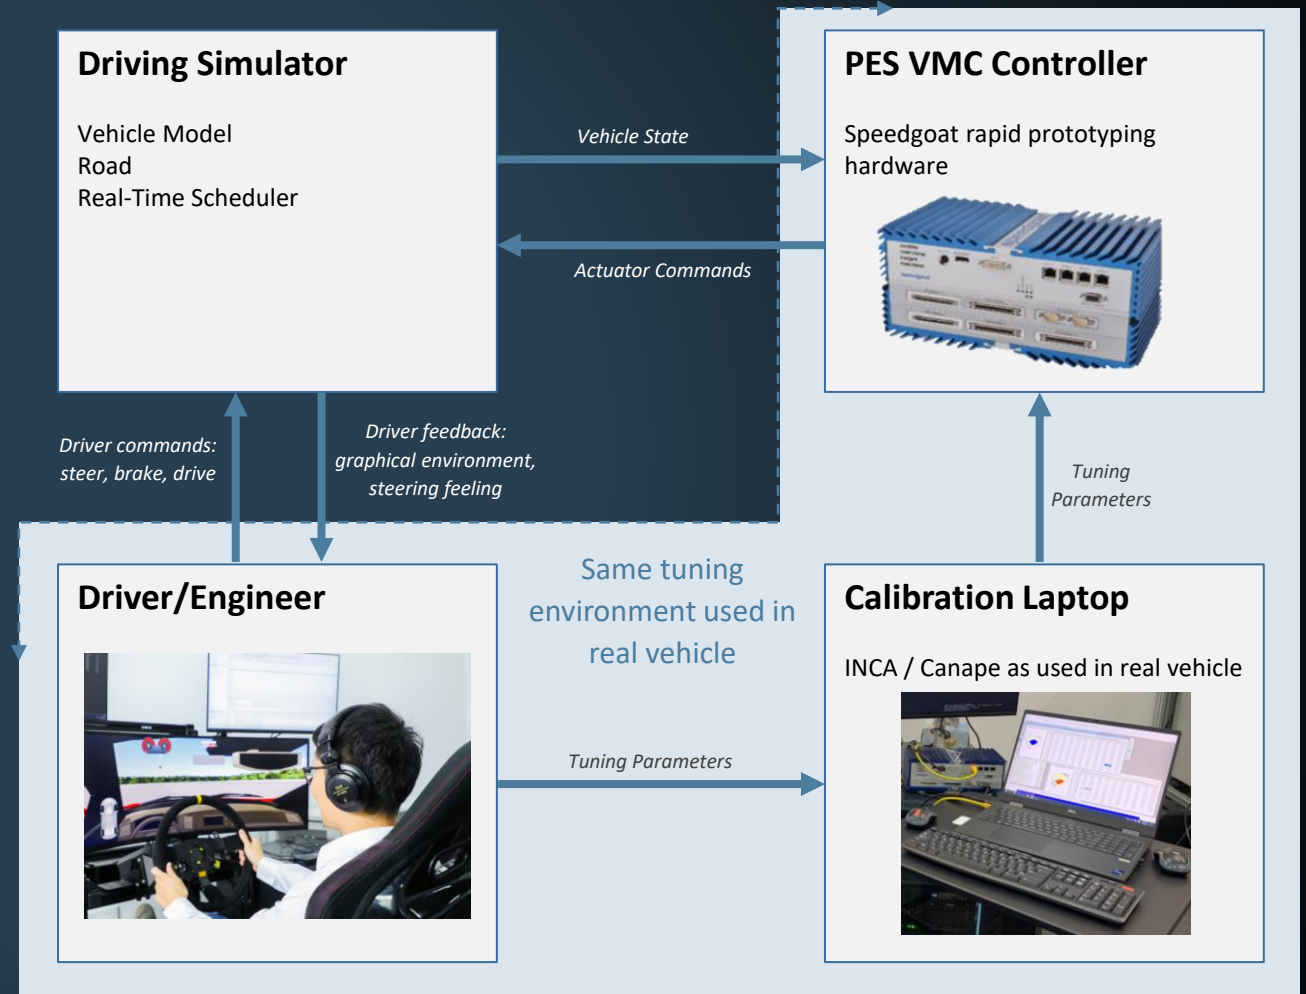 Driving Simulator
Vehicle Model
Road
Real-Time Scheduler
Vehicle State
Actuator Commands
PES VMC Controller
Speedgoat rapid prototyping
hardware
speedgoat
Driver commands:
steer, brake, drive
Driver feedback:
graphical environment,
steering feeling
Tuning
Parameters
Driver/Engineer
Same tuning
environment used in
real vehicle
Tuning Parameters
Calibration Laptop
INCA / Canape as used in real vehicle